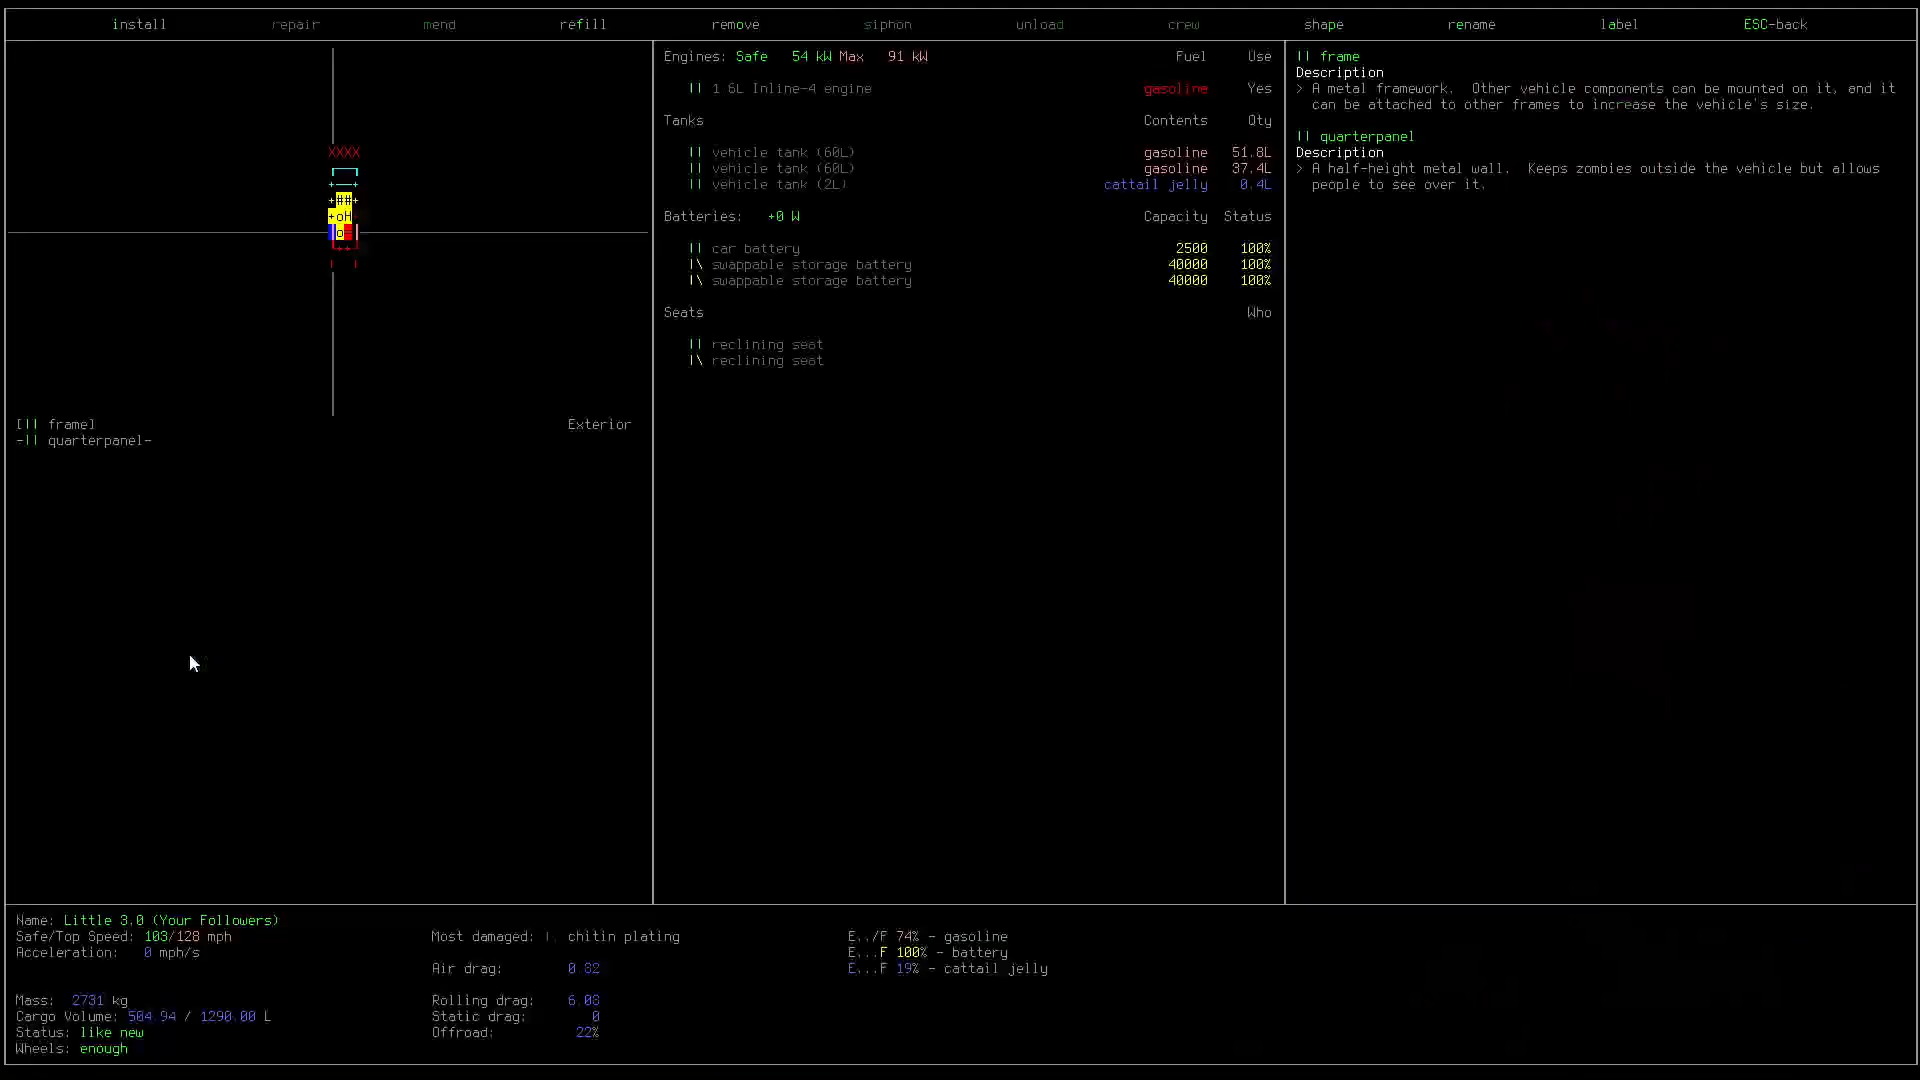 install repair mend refill remove siphon unload crew shape rename label ESC-back
[|| frame] Exterior
-|| quarterpanel-
Engines: Safe 54 kW Max 91 kW Fuel Use
|| 1.6L Inline-4 engine gasoline Yes
Tanks Contents Qty
|| vehicle tank (60L) gasoline 51.8L
|| vehicle tank (60L) gasoline 37.4L
|| vehicle tank (2L) cattail jelly 0.4L
Batteries: +0 W Capacity Status
|| car battery 2500 100%
|\ swappable storage battery 40000 100%
|\ swappable storage battery 40000 100%
Seats Who
|| reclining seat
|\ reclining seat
|| frame
Description
> A metal framework. Other vehicle components can be mounted on it, and it
can be attached to other frames to increase the vehicle's size.
|| quarterpanel
Description
> A half-height metal wall. Keeps zombies outside the vehicle but allows
people to see over it.
Name: Little 3.0 (Your Followers)
Safe/Top Speed: 103/128 mph
Acceleration: 0 mph/s
Mass: 2731 kg
Cargo Volume: 504.94 / 1290.00 L
Status: like new
Wheels: enough
Most damaged: |. chitin plating
Air drag: 0.82
Rolling drag: 6.08
Static drag: 0
Offroad: 22%
E../F 74% - gasoline
E...F 100% - battery
E...F 19% - cattail jelly